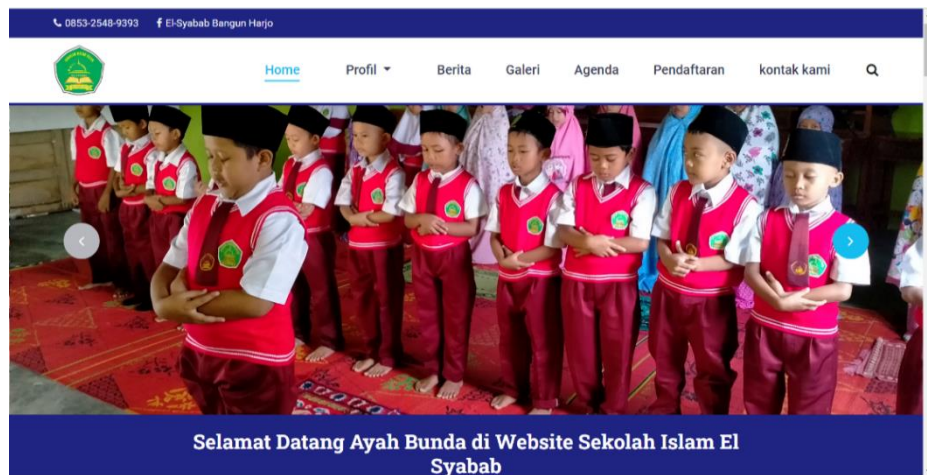 0853-2548-9393 El-Syabab Bangun Harjo
Home Profil Berita Galeri Agenda Pendaftaran kontak kami
Selamat Datang Ayah Bunda di Website Sekolah Islam El
Syabab